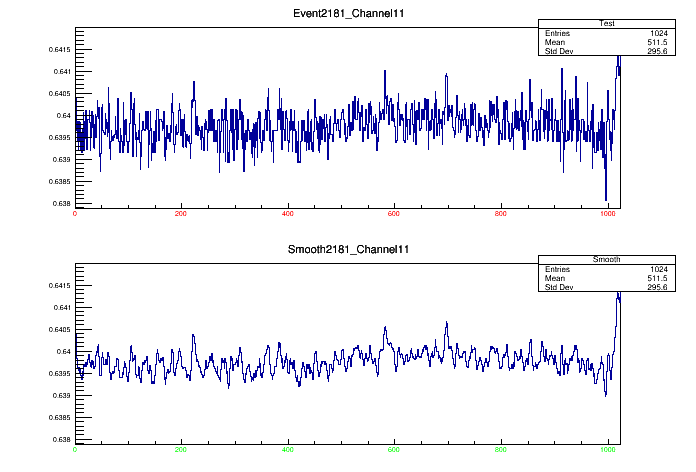 Event2181_Channel11
Test
Entries 1024
Mean 511.5
Std Dev 295.6
0.6415
0.641
0.6405
0.64
0.6395
0.639
0.6385
0.638
0 200 400 600 800 1000
Smooth2181_Channel11
Smooth
Entries 1024
Mean 511.5
Std Dev 295.6
0.6415
0.641
0.6405
0.64
0.6395
0.639
0.6385
0.638
0 200 400 600 800 1000